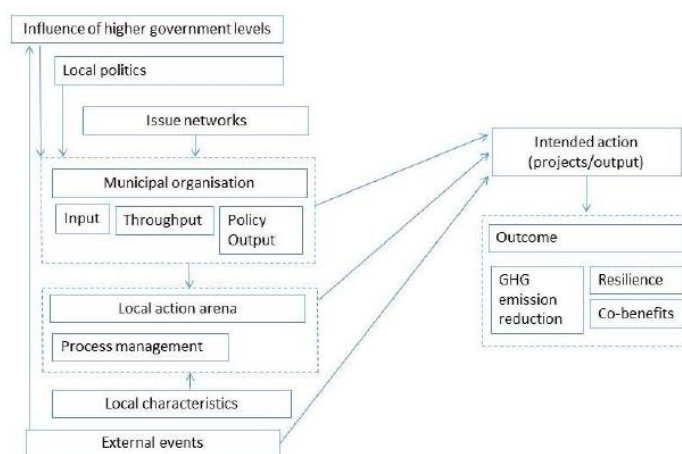 Influence of higher government levels
Local politics
Issue networks
Municipal organisation
Input
Throughput
Policy
Output
Local action arena
Process management
Local characteristics
External events
Intended action
(projects/output)
Outcome
GHG
emission
reduction
Resilience
Co-benefits